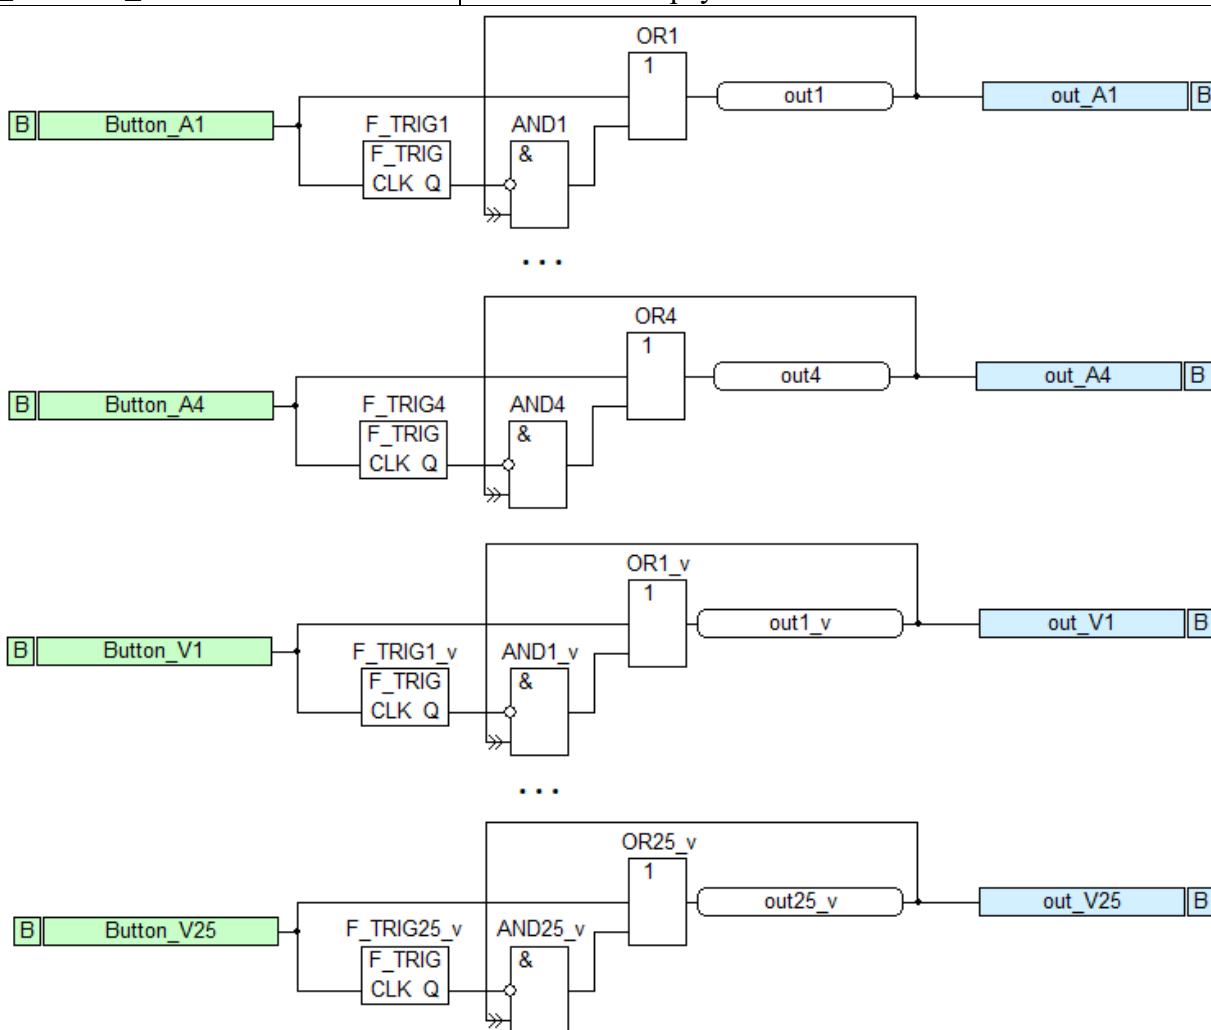 OR1
1
out1
out_A1
B
B
Button_A1
F_TRIG1
AND1
F_TRIG
&
CLK Q
...
OR4
1
out4
out_A4
B
B
Button_A4
F_TRIG4
AND4
F_TRIG
&
CLK Q
OR1_v
1
out1_v
out_V1
B
B
Button_V1
F_TRIG1_v
AND1_v
F_TRIG
&
CLK Q
...
OR25_v
1
out25_v
out_V25
B
B
Button_V25
F_TRIG25_v
AND25_v
F_TRIG
&
CLK Q